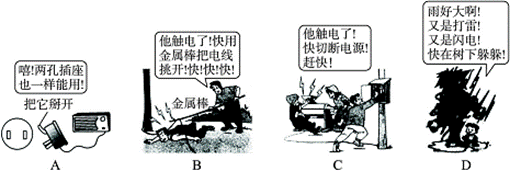 嘻!两孔插座
也一样能用!
把它掰开
A
他触电了!快用
金属棒把电线
挑开!快!快!快!
金属棒
B
他触电了!
快切断电源!
赶快!
C
雨好大啊!
又是打雷!
又是闪电!
快在树下躲躲!
D